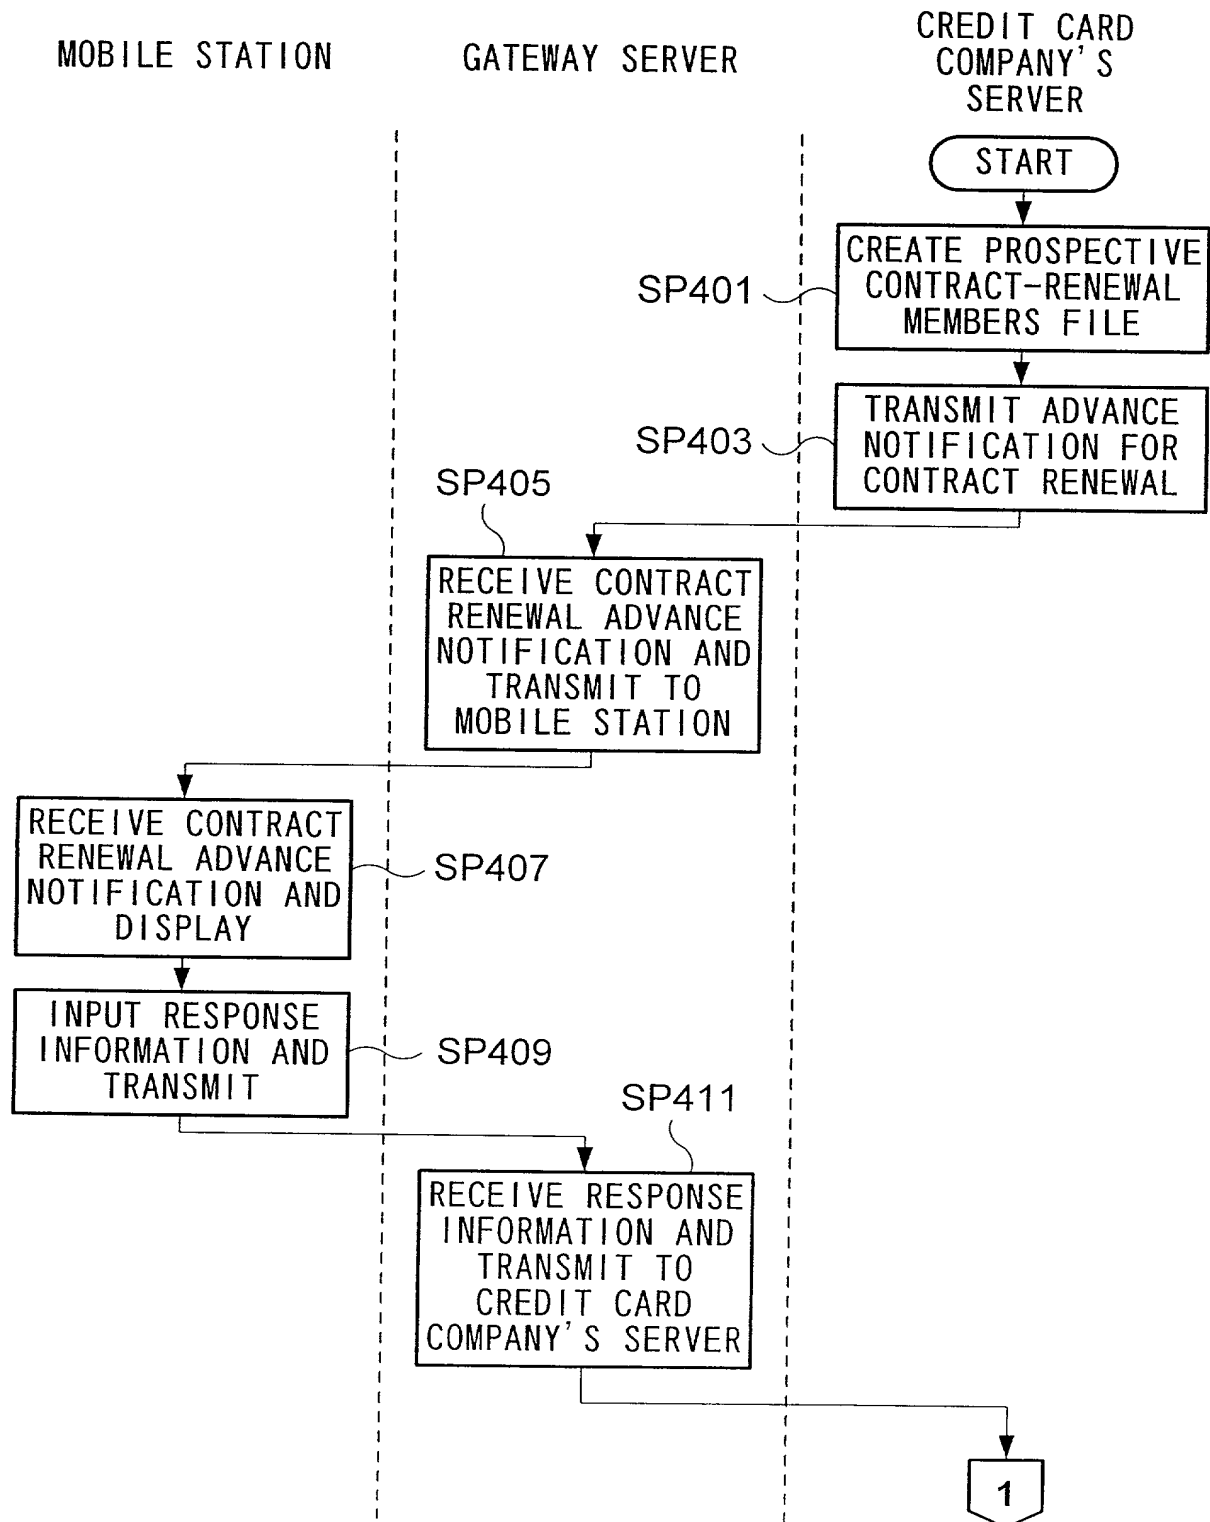 MOBILE STATION
GATEWAY SERVER
CREDIT CARD
COMPANY'S
SERVER
START
CREATE PROSPECTIVE
CONTRACT-RENEWAL
MEMBERS FILE
SP401
TRANSMIT ADVANCE
NOTIFICATION FOR
CONTRACT RENEWAL
SP403
SP405
RECEIVE CONTRACT
RENEWAL ADVANCE
NOTIFICATION AND
TRANSMIT TO
MOBILE STATION
RECEIVE CONTRACT
RENEWAL ADVANCE
NOTIFICATION AND
DISPLAY
SP407
INPUT RESPONSE
INFORMATION AND
TRANSMIT
SP409
SP411
RECEIVE RESPONSE
INFORMATION AND
TRANSMIT TO
CREDIT CARD
COMPANY'S SERVER
1